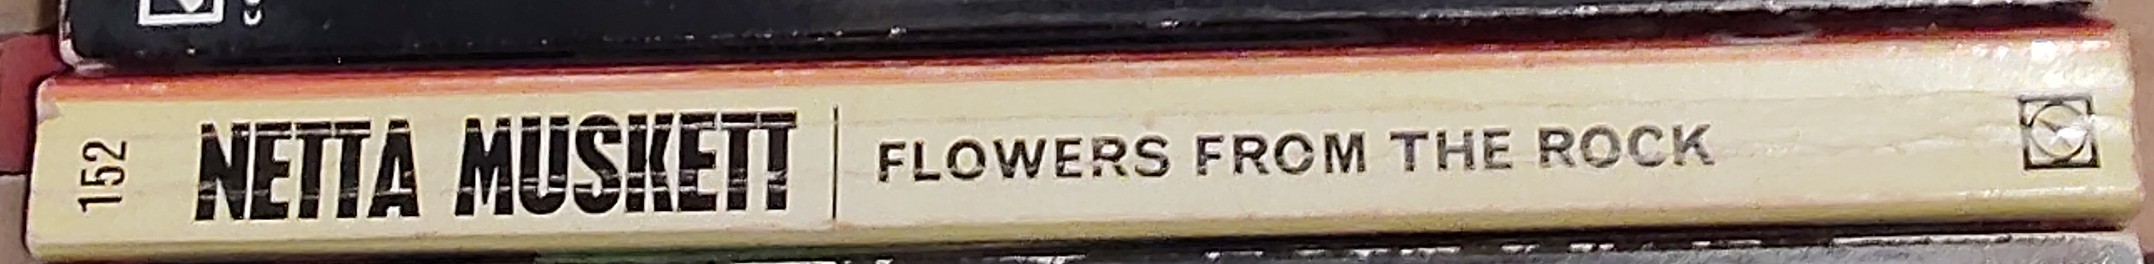 152
NETTA MUSKETT
FLOWERS FROM THE ROCK